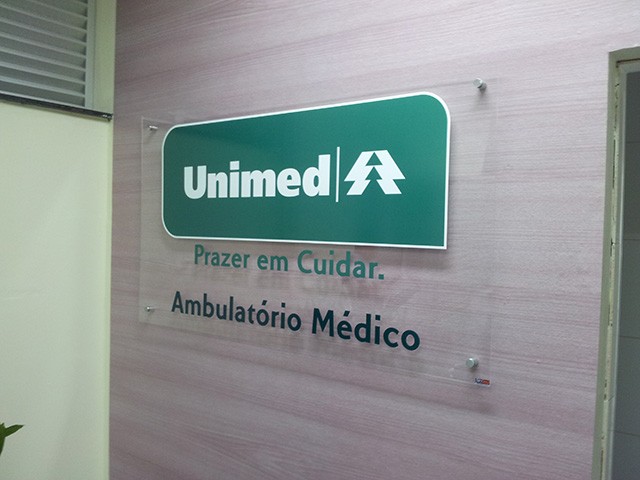 Unimed
Prazer em Cuidar.
Ambulatório Médico